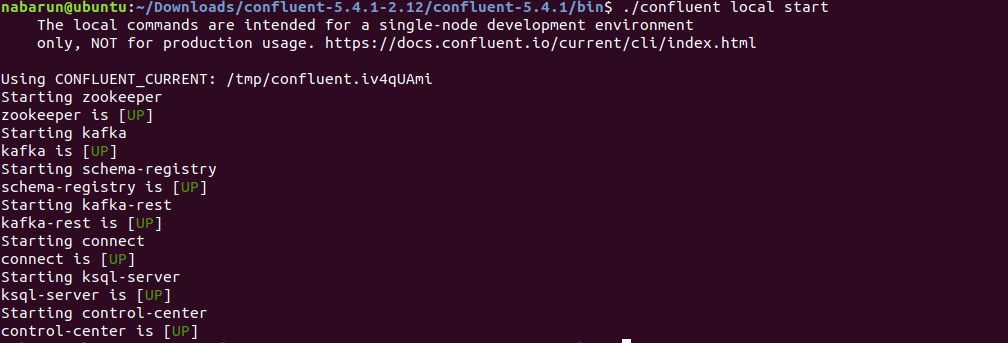 nabarun@ubuntu:~/Downloads/confluent-5.4.1-2.12/confluent-5.4.1/bin$ ./confluent local start
The local commands are intended for a single-node development environment
only, NOT for production usage. https://docs.confluent.io/current/cli/index.html
Using CONFLUENT_CURRENT: /tmp/confluent.iv4qUAmi
Starting zookeeper
zookeeper is [UP]
Starting kafka
kafka is [UP]
Starting schema-registry
schema-registry is [UP]
Starting kafka-rest
kafka-rest is [UP]
Starting connect
connect is [UP]
Starting ksql-server
ksql-server is [UP]
Starting control-center
control-center is [UP]